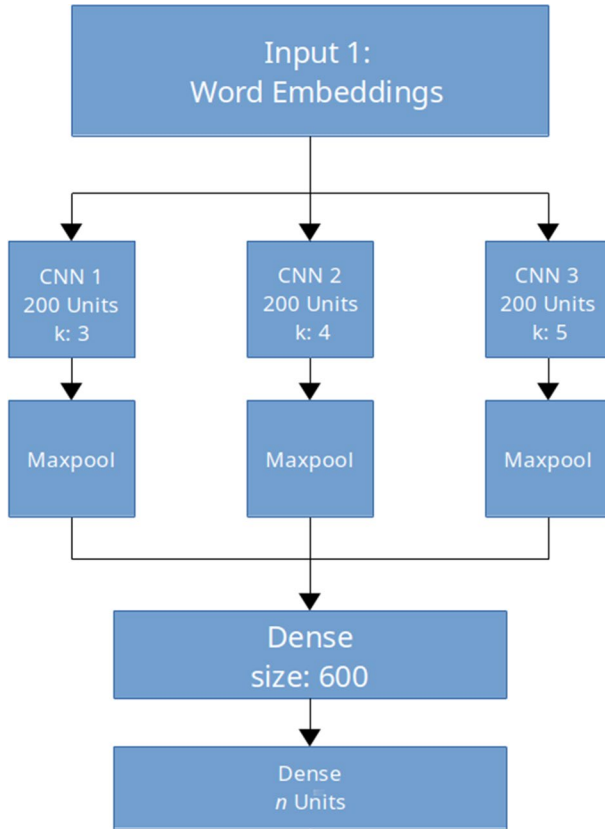 Input 1:
Word Embeddings
CNN 1
200 Units
k: 3
CNN 2
200 Units
k: 4
CNN 3
200 Units
k: 5
Maxpool
Maxpool
Maxpool
Dense
size: 600
Dense
n Units